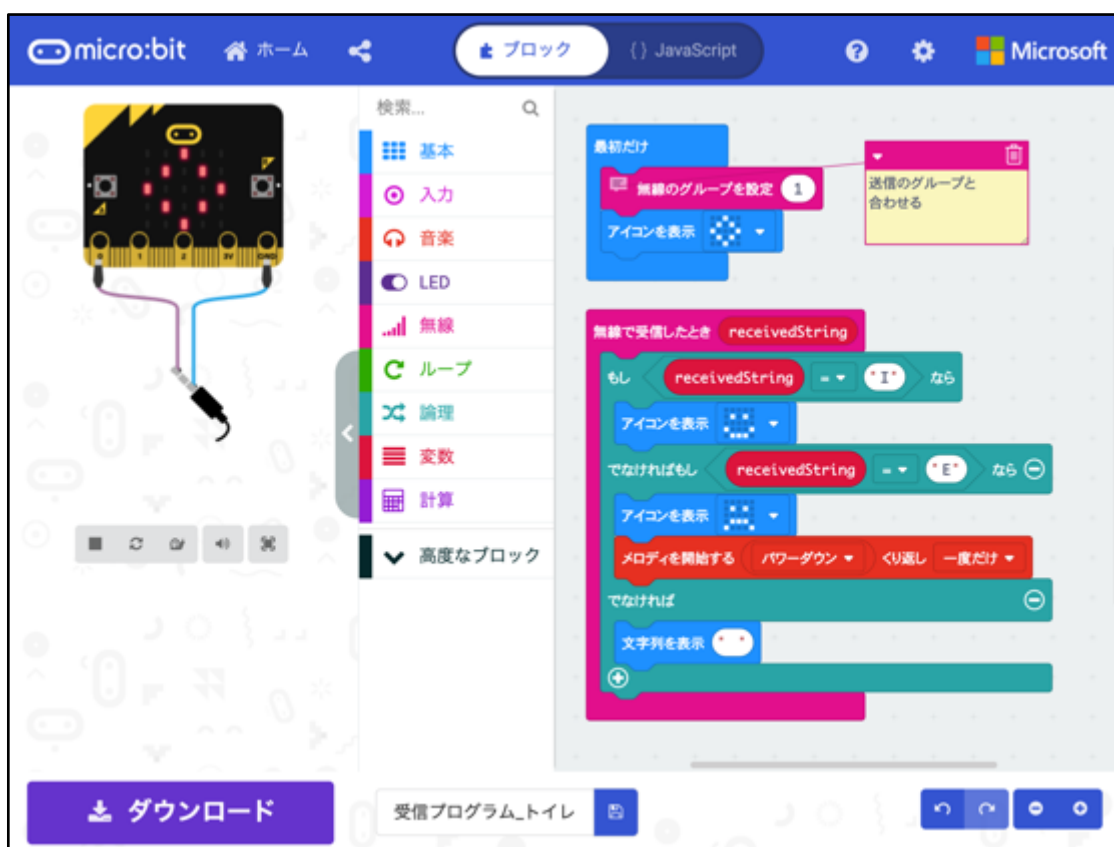 micro:bit
ホーム
ブロック
{} JavaScript
Microsoft
0 1 2 3V GND
検索...
基本
入力
音楽
LED
無線
ループ
論理
変数
計算
高度なブロック
最初だけ
無線のグループを設定 1
アイコンを表示
送信のグループと
合わせる
無線で受信したとき receivedString
もし receivedString = "I" なら
アイコンを表示
でなければもし receivedString = "E" なら
アイコンを表示
メロディを開始する パワーダウン くり返し 一度だけ
でなければ
文字列を表示 " "
ダウンロード
受信プログラム_トイレ